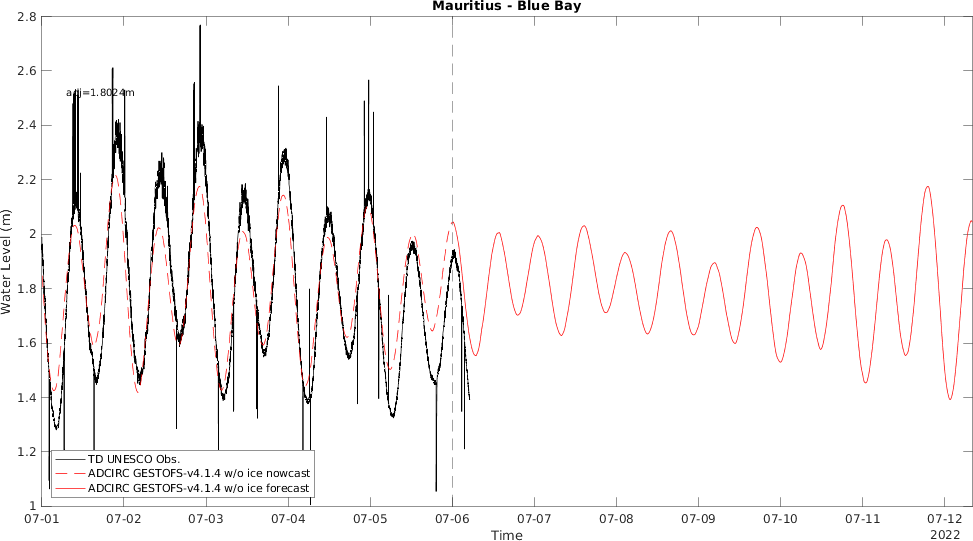 Mauritius - Blue Bay
Water Level (m)
2.8
2.6
2.4
2.2
2
1.8
1.6
1.4
1.2
1
adj=1.8024m
TD UNESCO Obs.
ADCIRC GESTOFS-v4.1.4 w/o ice nowcast
ADCIRC GESTOFS-v4.1.4 w/o ice forecast
07-01 07-02 07-03 07-04 07-05 07-06 07-07 07-08 07-09 07-10 07-11 07-12
2022
Time